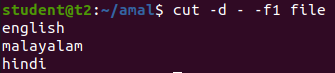 student@t2:~/amal$ cut -d - -f1 file
english
malayalam
hindi